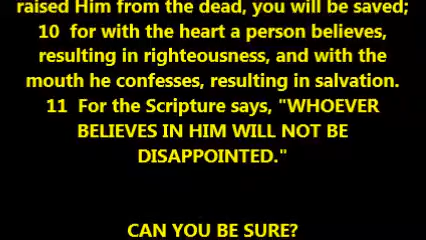 raised Him from the dead, you will be saved;
10 for with the heart a person believes,
resulting in righteousness, and with the
mouth he confesses, resulting in salvation.
11 For the Scripture says, "WHOEVER
BELIEVES IN HIM WILL NOT BE
DISAPPOINTED."
CAN YOU BE SURE?